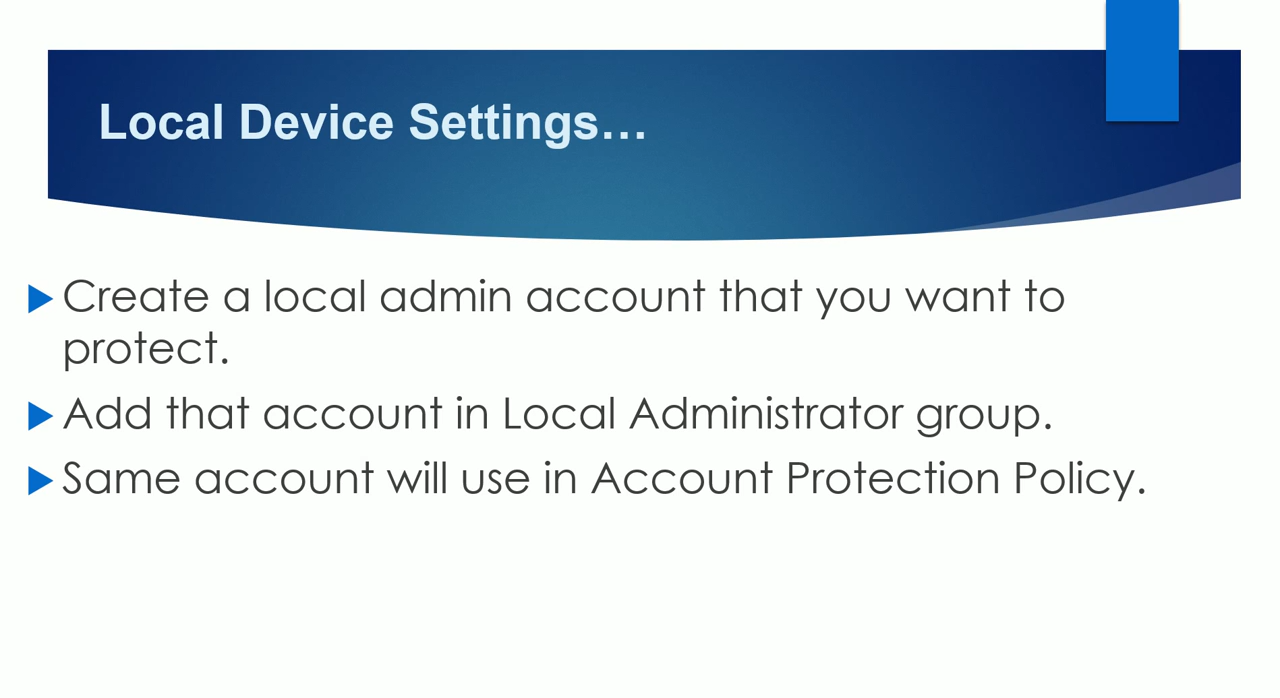 Local Device Settings...
Create a local admin account that you want to
protect.
Add that account in Local Administrator group.
Same account will use in Account Protection Policy.